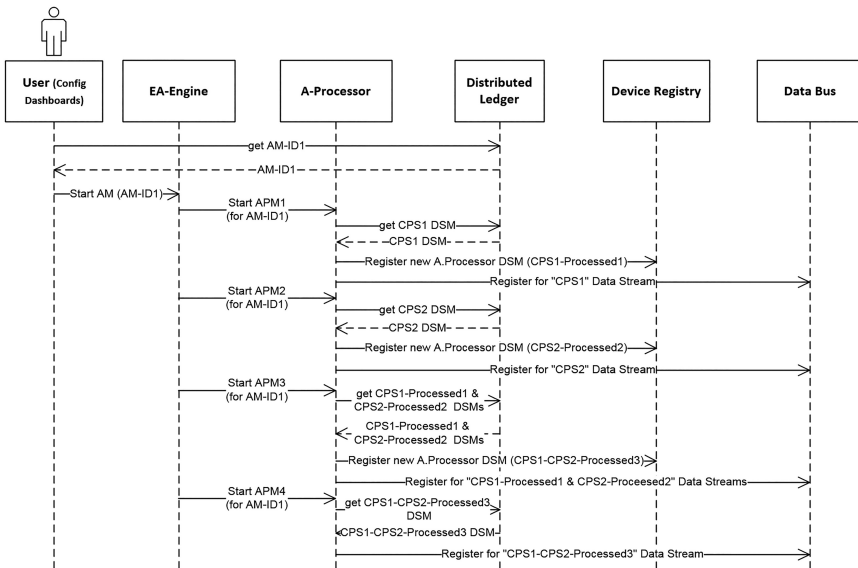 User (Config
Dashboards)
EA-Engine
A-Processor
Distributed
Ledger
Device Registry
Data Bus
get AM-ID1
AM-ID1
Start AM (AM-ID1)
Start APM1
(for AM-ID1)
get CPS1 DSM
CPS1 DSM
Register new A.Processor DSM (CPS1-Processed1)
Register for "CPS1" Data Stream
Start APM2
(for AM-ID1)
get CPS2 DSM
CPS2 DSM
Register new A.Processor DSM (CPS2-Processed2)
Register for "CPS2" Data Stream
Start APM3
(for AM-ID1)
get CPS1-Processed1 &
CPS2-Processed2 DSMs
CPS1-Processed1 &
CPS2-Processed2 DSMs
Register new A.Processor DSM (CPS1-CPS2-Processed3)
Register for "CPS1-Processed1 & CPS2-Proceesed2" Data Streams
Start APM4
(for AM-ID1)
get CPS1-CPS2-Processed3
DSM
CPS1-CPS2-Processed3 DSM
Register for "CPS1-CPS2-Processed3" Data Stream